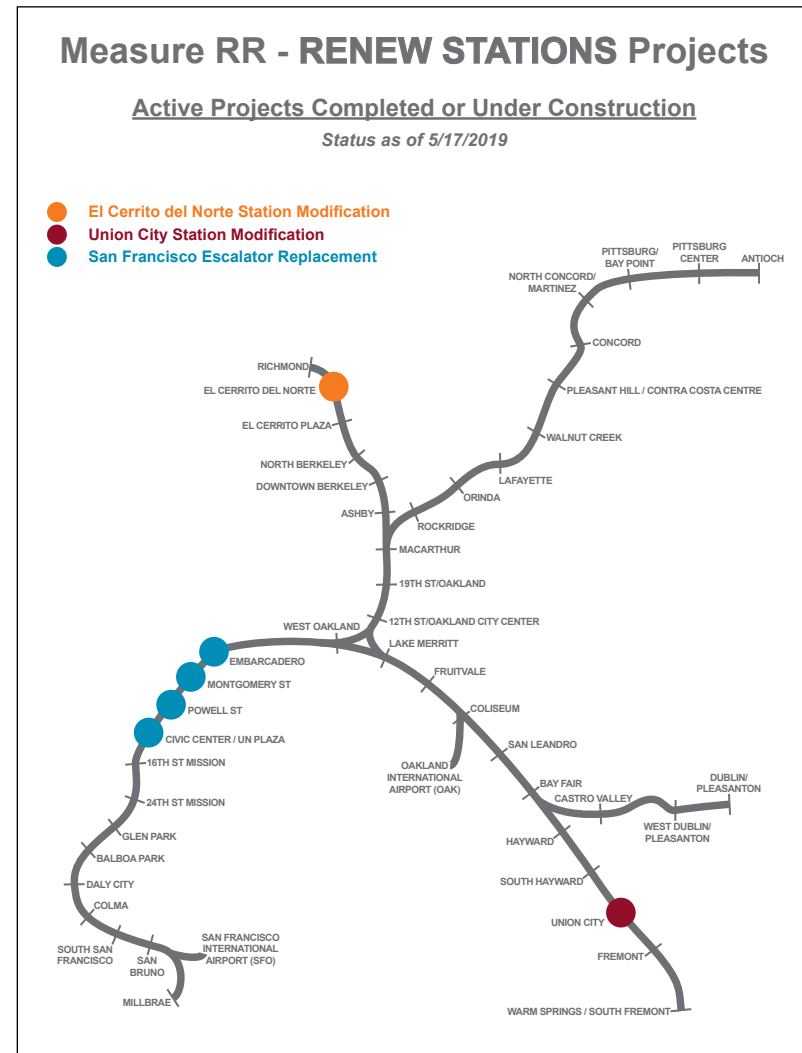 Measure RR - RENEW STATIONS Projects
Active Projects Completed or Under Construction
Status as of 5/17/2019
El Cerrito del Norte Station Modification
Union City Station Modification
San Francisco Escalator Replacement
PITTSBURG/
BAY POINT
PITTSBURG
CENTER
ANTIOCH
NORTH CONCORD/
MARTINEZ
CONCORD
RICHMOND
EL CERRITO DEL NORTE
PLEASANT HILL / CONTRA COSTA CENTRE
EL CERRITO PLAZA
WALNUT CREEK
NORTH BERKELEY
LAFAYETTE
DOWNTOWN BERKELEY
ORINDA
ASHBY
ROCKRIDGE
MACARTHUR
19TH ST/OAKLAND
12TH ST/OAKLAND CITY CENTER
WEST OAKLAND
LAKE MERRITT
EMBARCADERO
FRUITVALE
MONTGOMERY ST
POWELL ST
COLISEUM
CIVIC CENTER / UN PLAZA
SAN LEANDRO
16TH ST MISSION
OAKLAND
INTERNATIONAL
AIRPORT (OAK)
BAY FAIR
CASTRO VALLEY
DUBLIN/
PLEASANTON
24TH ST MISSION
WEST DUBLIN/
PLEASANTON
GLEN PARK
HAYWARD
BALBOA PARK
SOUTH HAYWARD
DALY CITY
COLMA
UNION CITY
SOUTH SAN
FRANCISCO
SAN
BRUNO
SAN FRANCISCO
INTERNATIONAL
AIRPORT (SFO)
FREMONT
MILLBRAE
WARM SPRINGS / SOUTH FREMONT